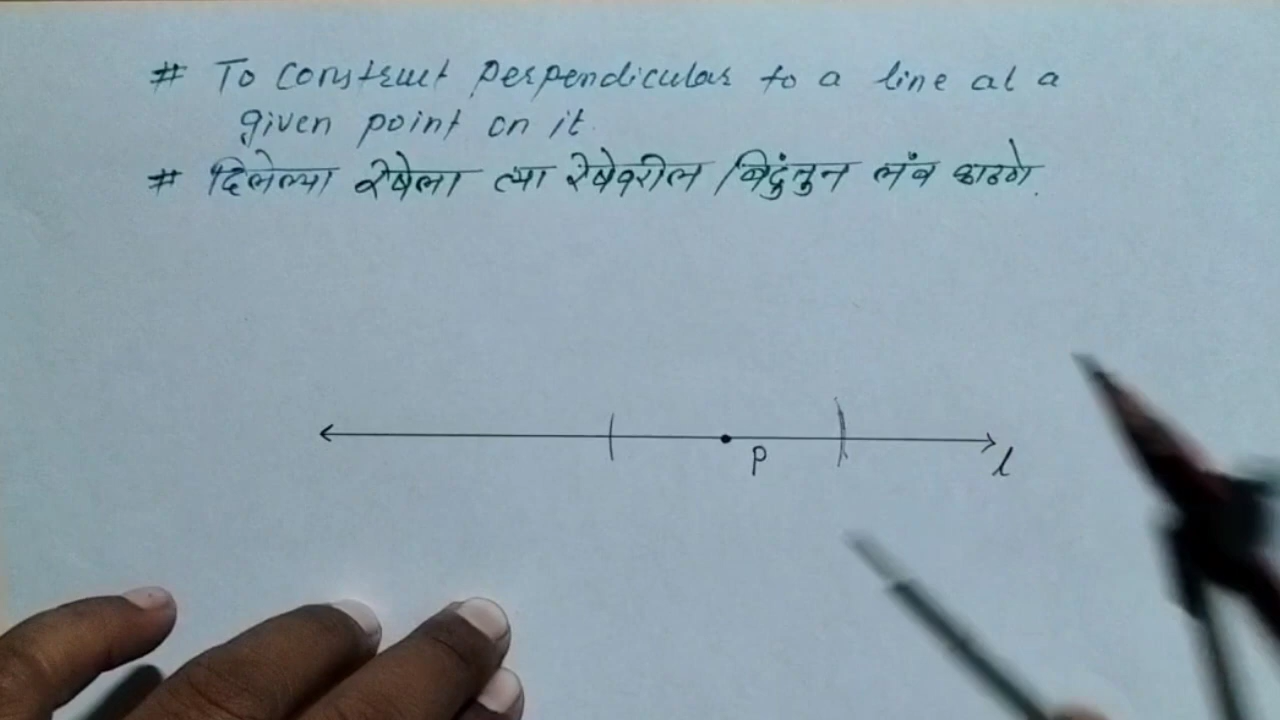 # To construct perpendicular to a line at a
given point on it.
# दिलेल्या रेषेला त्या रेषेवरील बिदुंतुन लंब काढणे.
P
l